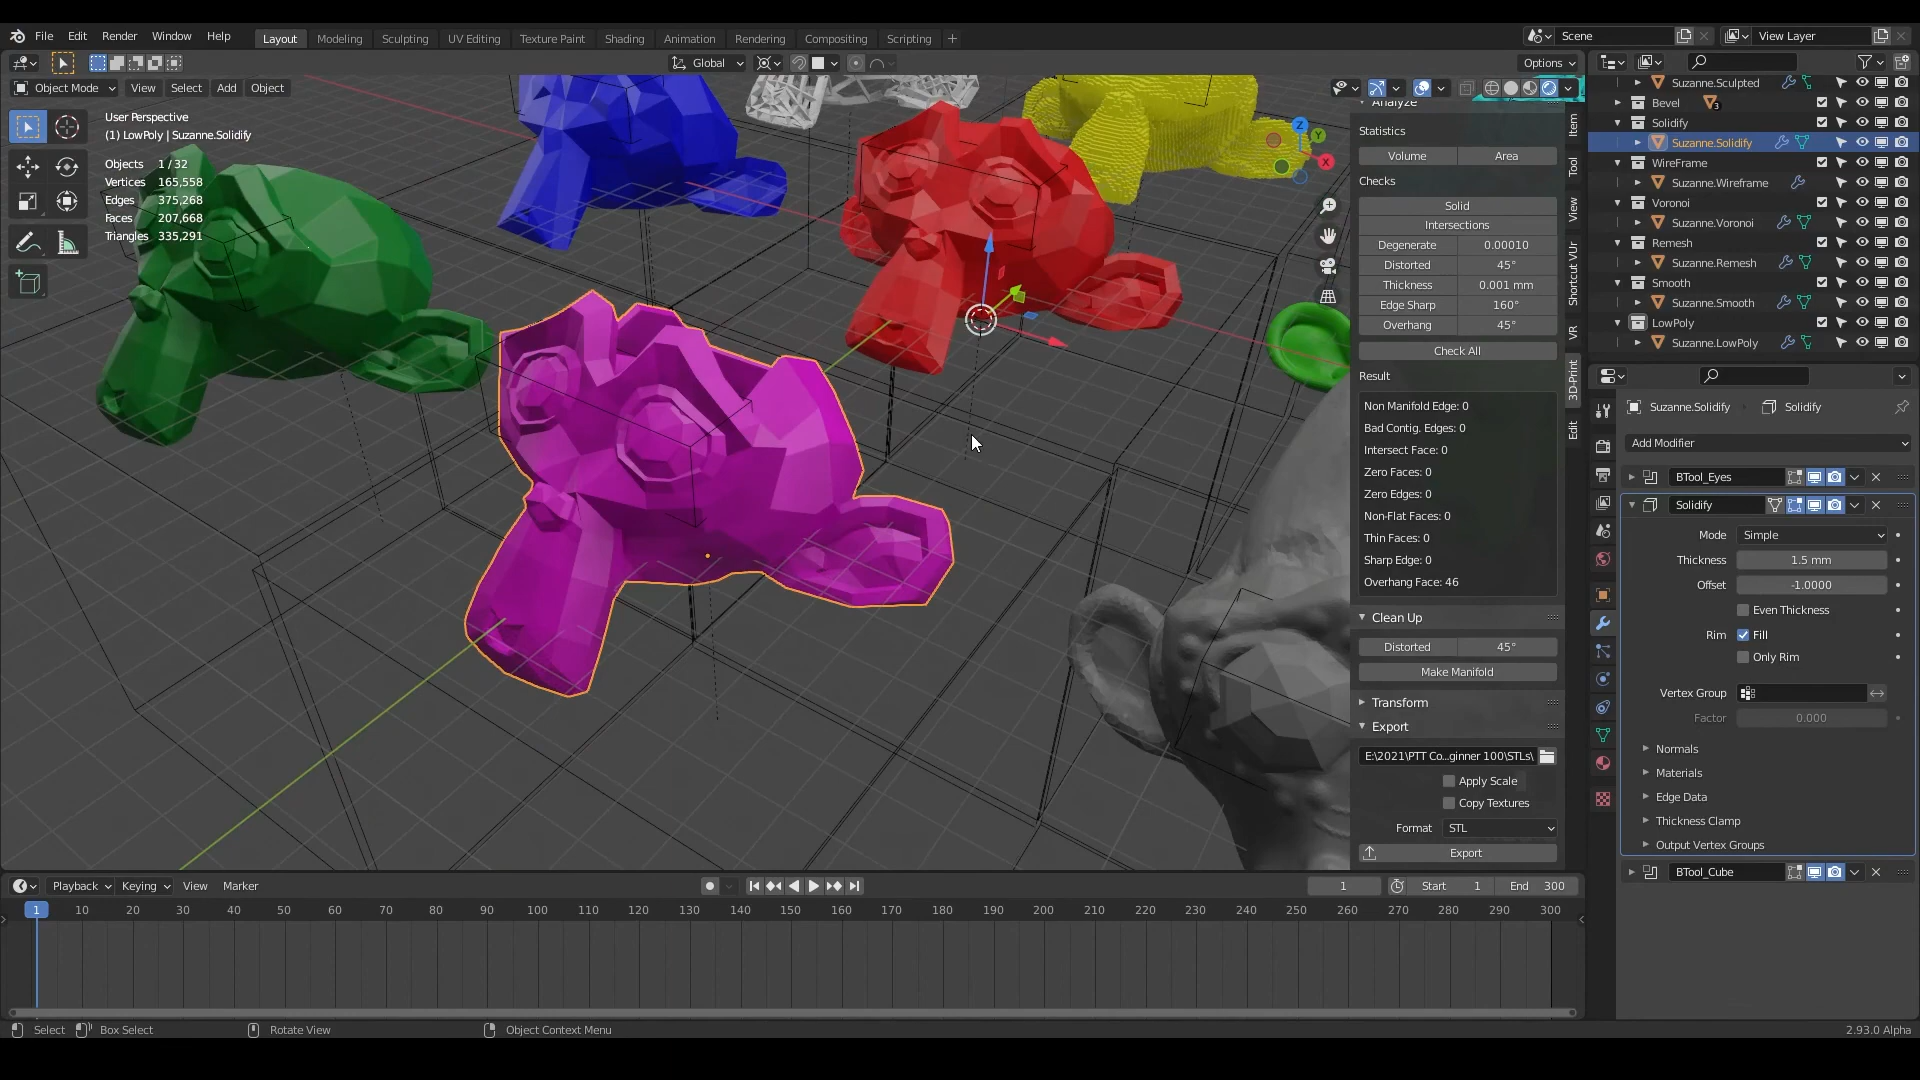 File Edit Render Window Help
Layout Modeling Sculpting UV Editing Texture Paint Shading Animation Rendering Compositing Scripting +
Scene
View Layer
Global
Options
Object Mode View Select Add Object
User Perspective
(1) LowPoly | Suzanne.Solidify
Objects 1 / 32
Vertices 165,558
Edges 375,268
Faces 207,668
Triangles 335,291
Z
Y
X
Analyze
Statistics
Volume Area
Checks
Solid
Intersections
Degenerate 0.00010
Distorted 45°
Thickness 0.001 mm
Edge Sharp 160°
Overhang 45°
Check All
Result
Non Manifold Edge: 0
Bad Contig. Edges: 0
Intersect Face: 0
Zero Faces: 0
Zero Edges: 0
Non-Flat Faces: 0
Thin Faces: 0
Sharp Edge: 0
Overhang Face: 46
Clean Up
Distorted 45°
Make Manifold
Transform
Export
E:\2021\PTT Co...ginner 100\STLs\
Apply Scale
Copy Textures
Format STL
Export
Item
Tool
View
Shortcut VUr
VR
3D-Print
Edit
Suzanne.Sculpted
Bevel 3
Solidify
Suzanne.Solidify
WireFrame
Suzanne.Wireframe
Voronoi
Suzanne.Voronoi
Remesh
Suzanne.Remesh
Smooth
Suzanne.Smooth
LowPoly
Suzanne.LowPoly
Suzanne.Solidify Solidify
Add Modifier
BTool_Eyes
Solidify
Mode Simple
Thickness 1.5 mm
Offset -1.0000
Even Thickness
Rim Fill
Only Rim
Vertex Group
Factor 0.000
Normals
Materials
Edge Data
Thickness Clamp
Output Vertex Groups
BTool_Cube
Playback Keying View Marker
1 Start 1 End 300
1 10 20 30 40 50 60 70 80 90 100 110 120 130 140 150 160 170 180 190 200 210 220 230 240 250 260 270 280 290 300
Select Box Select Rotate View Object Context Menu
2.93.0 Alpha